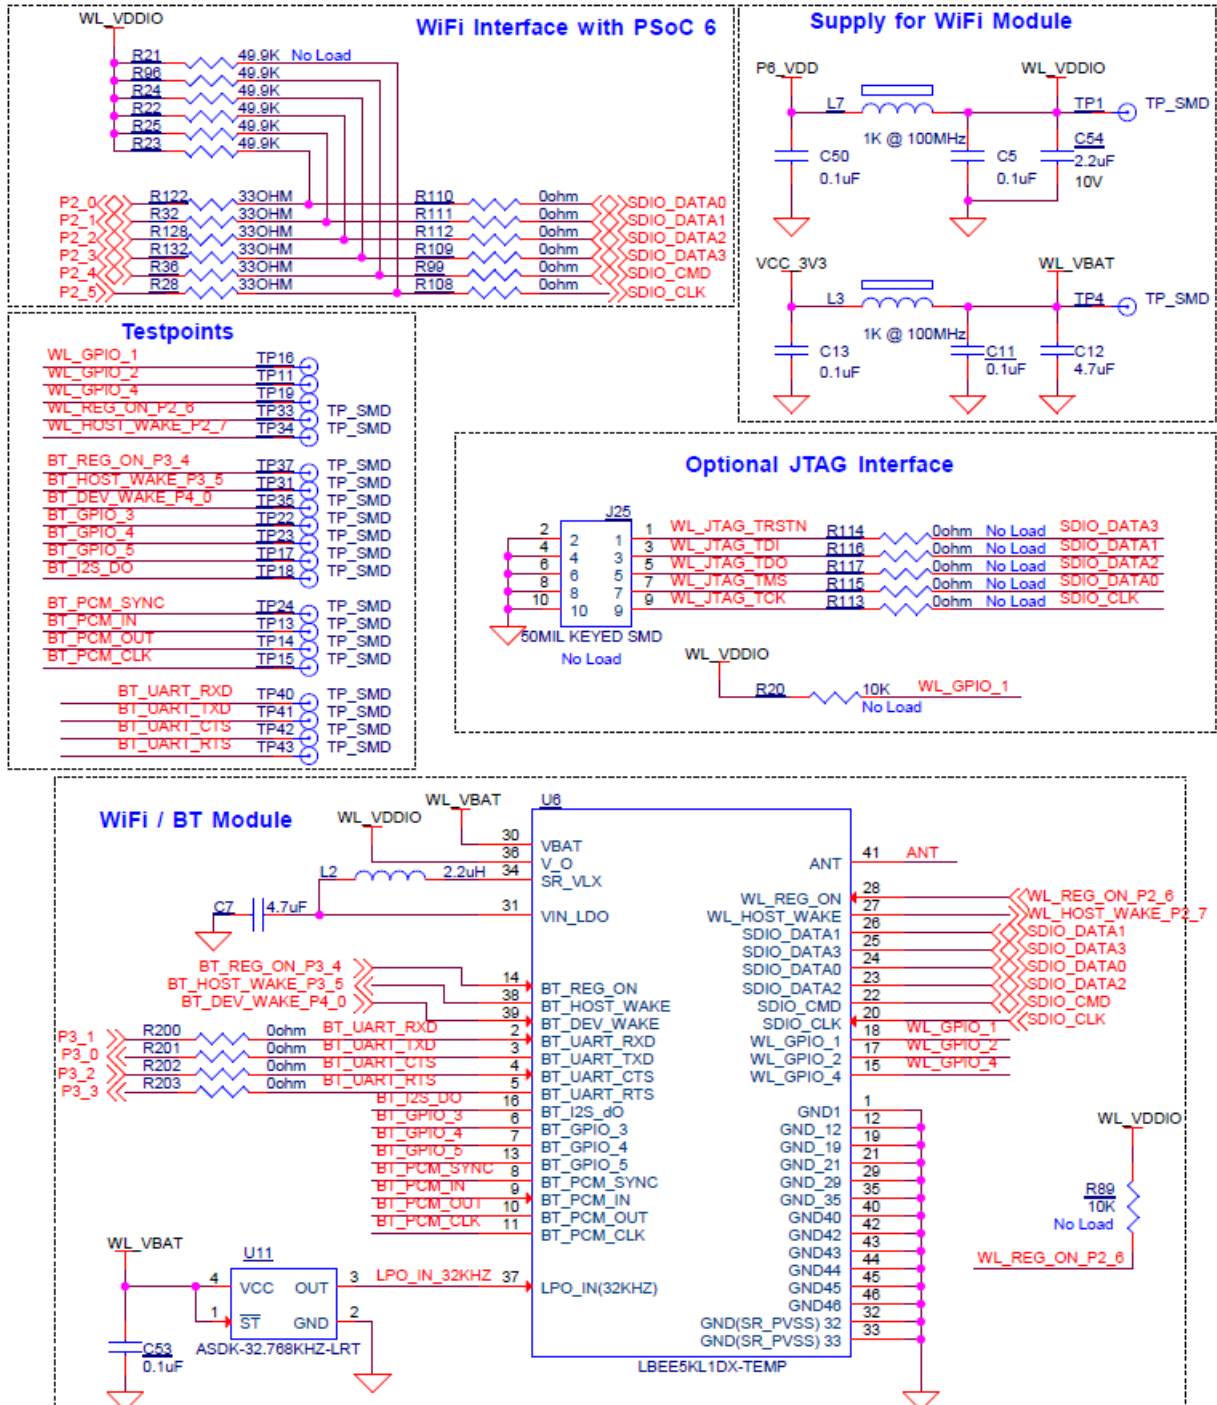 WiFi Interface with PSoC 6
WL_VDDIO
R21 49.9K No Load
R96 49.9K
R24 49.9K
R22 49.9K
R25 49.9K
R23 49.9K
P2_0 R122 33OHM R110 0ohm SDIO_DATA0
P2_1 R32 33OHM R111 0ohm SDIO_DATA1
P2_2 R128 33OHM R112 0ohm SDIO_DATA2
P2_3 R132 33OHM R109 0ohm SDIO_DATA3
P2_4 R36 33OHM R99 0ohm SDIO_CMD
P2_5 R28 33OHM R108 0ohm SDIO_CLK
Supply for WiFi Module
P6_VDD WL_VDDIO
L7 TP1 TP_SMD
1K @ 100MHz
C50 C5 C54
0.1uF 0.1uF 2.2uF
10V
VCC_3V3 WL_VBAT
L3 TP4 TP_SMD
1K @ 100MHz
C13 C11 C12
0.1uF 0.1uF 4.7uF
Testpoints
WL_GPIO_1 TP16
WL_GPIO_2 TP11
WL_GPIO_4 TP19
WL_REG_ON_P2_6 TP33 TP_SMD
WL_HOST_WAKE_P2_7 TP34 TP_SMD
BT_REG_ON_P3_4 TP37 TP_SMD
BT_HOST_WAKE_P3_5 TP31 TP_SMD
BT_DEV_WAKE_P4_0 TP35 TP_SMD
BT_GPIO_3 TP22 TP_SMD
BT_GPIO_4 TP23 TP_SMD
BT_GPIO_5 TP17 TP_SMD
BT_I2S_DO TP18 TP_SMD
BT_PCM_SYNC TP24 TP_SMD
BT_PCM_IN TP13 TP_SMD
BT_PCM_OUT TP14 TP_SMD
BT_PCM_CLK TP15 TP_SMD
BT_UART_RXD TP40 TP_SMD
BT_UART_TXD TP41 TP_SMD
BT_UART_CTS TP42 TP_SMD
BT_UART_RTS TP43 TP_SMD
Optional JTAG Interface
J25
2 2 1 1 WL_JTAG_TRSTN R114 0ohm No Load SDIO_DATA3
4 4 3 3 WL_JTAG_TDI R116 0ohm No Load SDIO_DATA1
6 6 5 5 WL_JTAG_TDO R117 0ohm No Load SDIO_DATA2
8 8 7 7 WL_JTAG_TMS R115 0ohm No Load SDIO_DATA0
10 10 9 9 WL_JTAG_TCK R113 0ohm No Load SDIO_CLK
50MIL KEYED SMD
No Load
WL_VDDIO
R20 10K WL_GPIO_1
No Load
WiFi / BT Module
WL_VBAT
WL_VDDIO
U6
30 VBAT
36 V_O
L2 2.2uH 34 SR_VLX
C7 4.7uF 31 VIN_LDO
BT_REG_ON_P3_4 14 BT_REG_ON
BT_HOST_WAKE_P3_5 38 BT_HOST_WAKE
BT_DEV_WAKE_P4_0 39 BT_DEV_WAKE
P3_1 R200 0ohm BT_UART_RXD 2 BT_UART_RXD
P3_0 R201 0ohm BT_UART_TXD 3 BT_UART_TXD
P3_2 R202 0ohm BT_UART_CTS 4 BT_UART_CTS
P3_3 R203 0ohm BT_UART_RTS 5 BT_UART_RTS
BT_I2S_DO 16 BT_I2S_dO
BT_GPIO_3 6 BT_GPIO_3
BT_GPIO_4 7 BT_GPIO_4
BT_GPIO_5 13 BT_GPIO_5
BT_PCM_SYNC 8 BT_PCM_SYNC
BT_PCM_IN 9 BT_PCM_IN
BT_PCM_OUT 10 BT_PCM_OUT
BT_PCM_CLK 11 BT_PCM_CLK
LPO_IN_32KHZ 37 LPO_IN(32KHZ)
ANT 41 ANT
WL_REG_ON 28 WL_REG_ON_P2_6
WL_HOST_WAKE 27 WL_HOST_WAKE_P2_7
SDIO_DATA1 26 SDIO_DATA1
SDIO_DATA3 25 SDIO_DATA3
SDIO_DATA0 24 SDIO_DATA0
SDIO_DATA2 23 SDIO_DATA2
SDIO_CMD 22 SDIO_CMD
SDIO_CLK 20 SDIO_CLK
WL_GPIO_1 18 WL_GPIO_1
WL_GPIO_2 17 WL_GPIO_2
WL_GPIO_4 15 WL_GPIO_4
GND1 1
GND_12 12
GND_19 19
GND_21 21
GND_29 29
GND_35 35
GND40 40
GND42 42
GND43 43
GND44 44
GND45 45
GND46 46
GND(SR_PVSS) 32 32
GND(SR_PVSS) 33 33
LBEE5KL1DX-TEMP
WL_VDDIO
R89
10K
No Load
WL_REG_ON_P2_6
WL_VBAT
U11
4 VCC OUT 3
1 ST GND 2
ASDK-32.768KHZ-LRT
C53
0.1uF